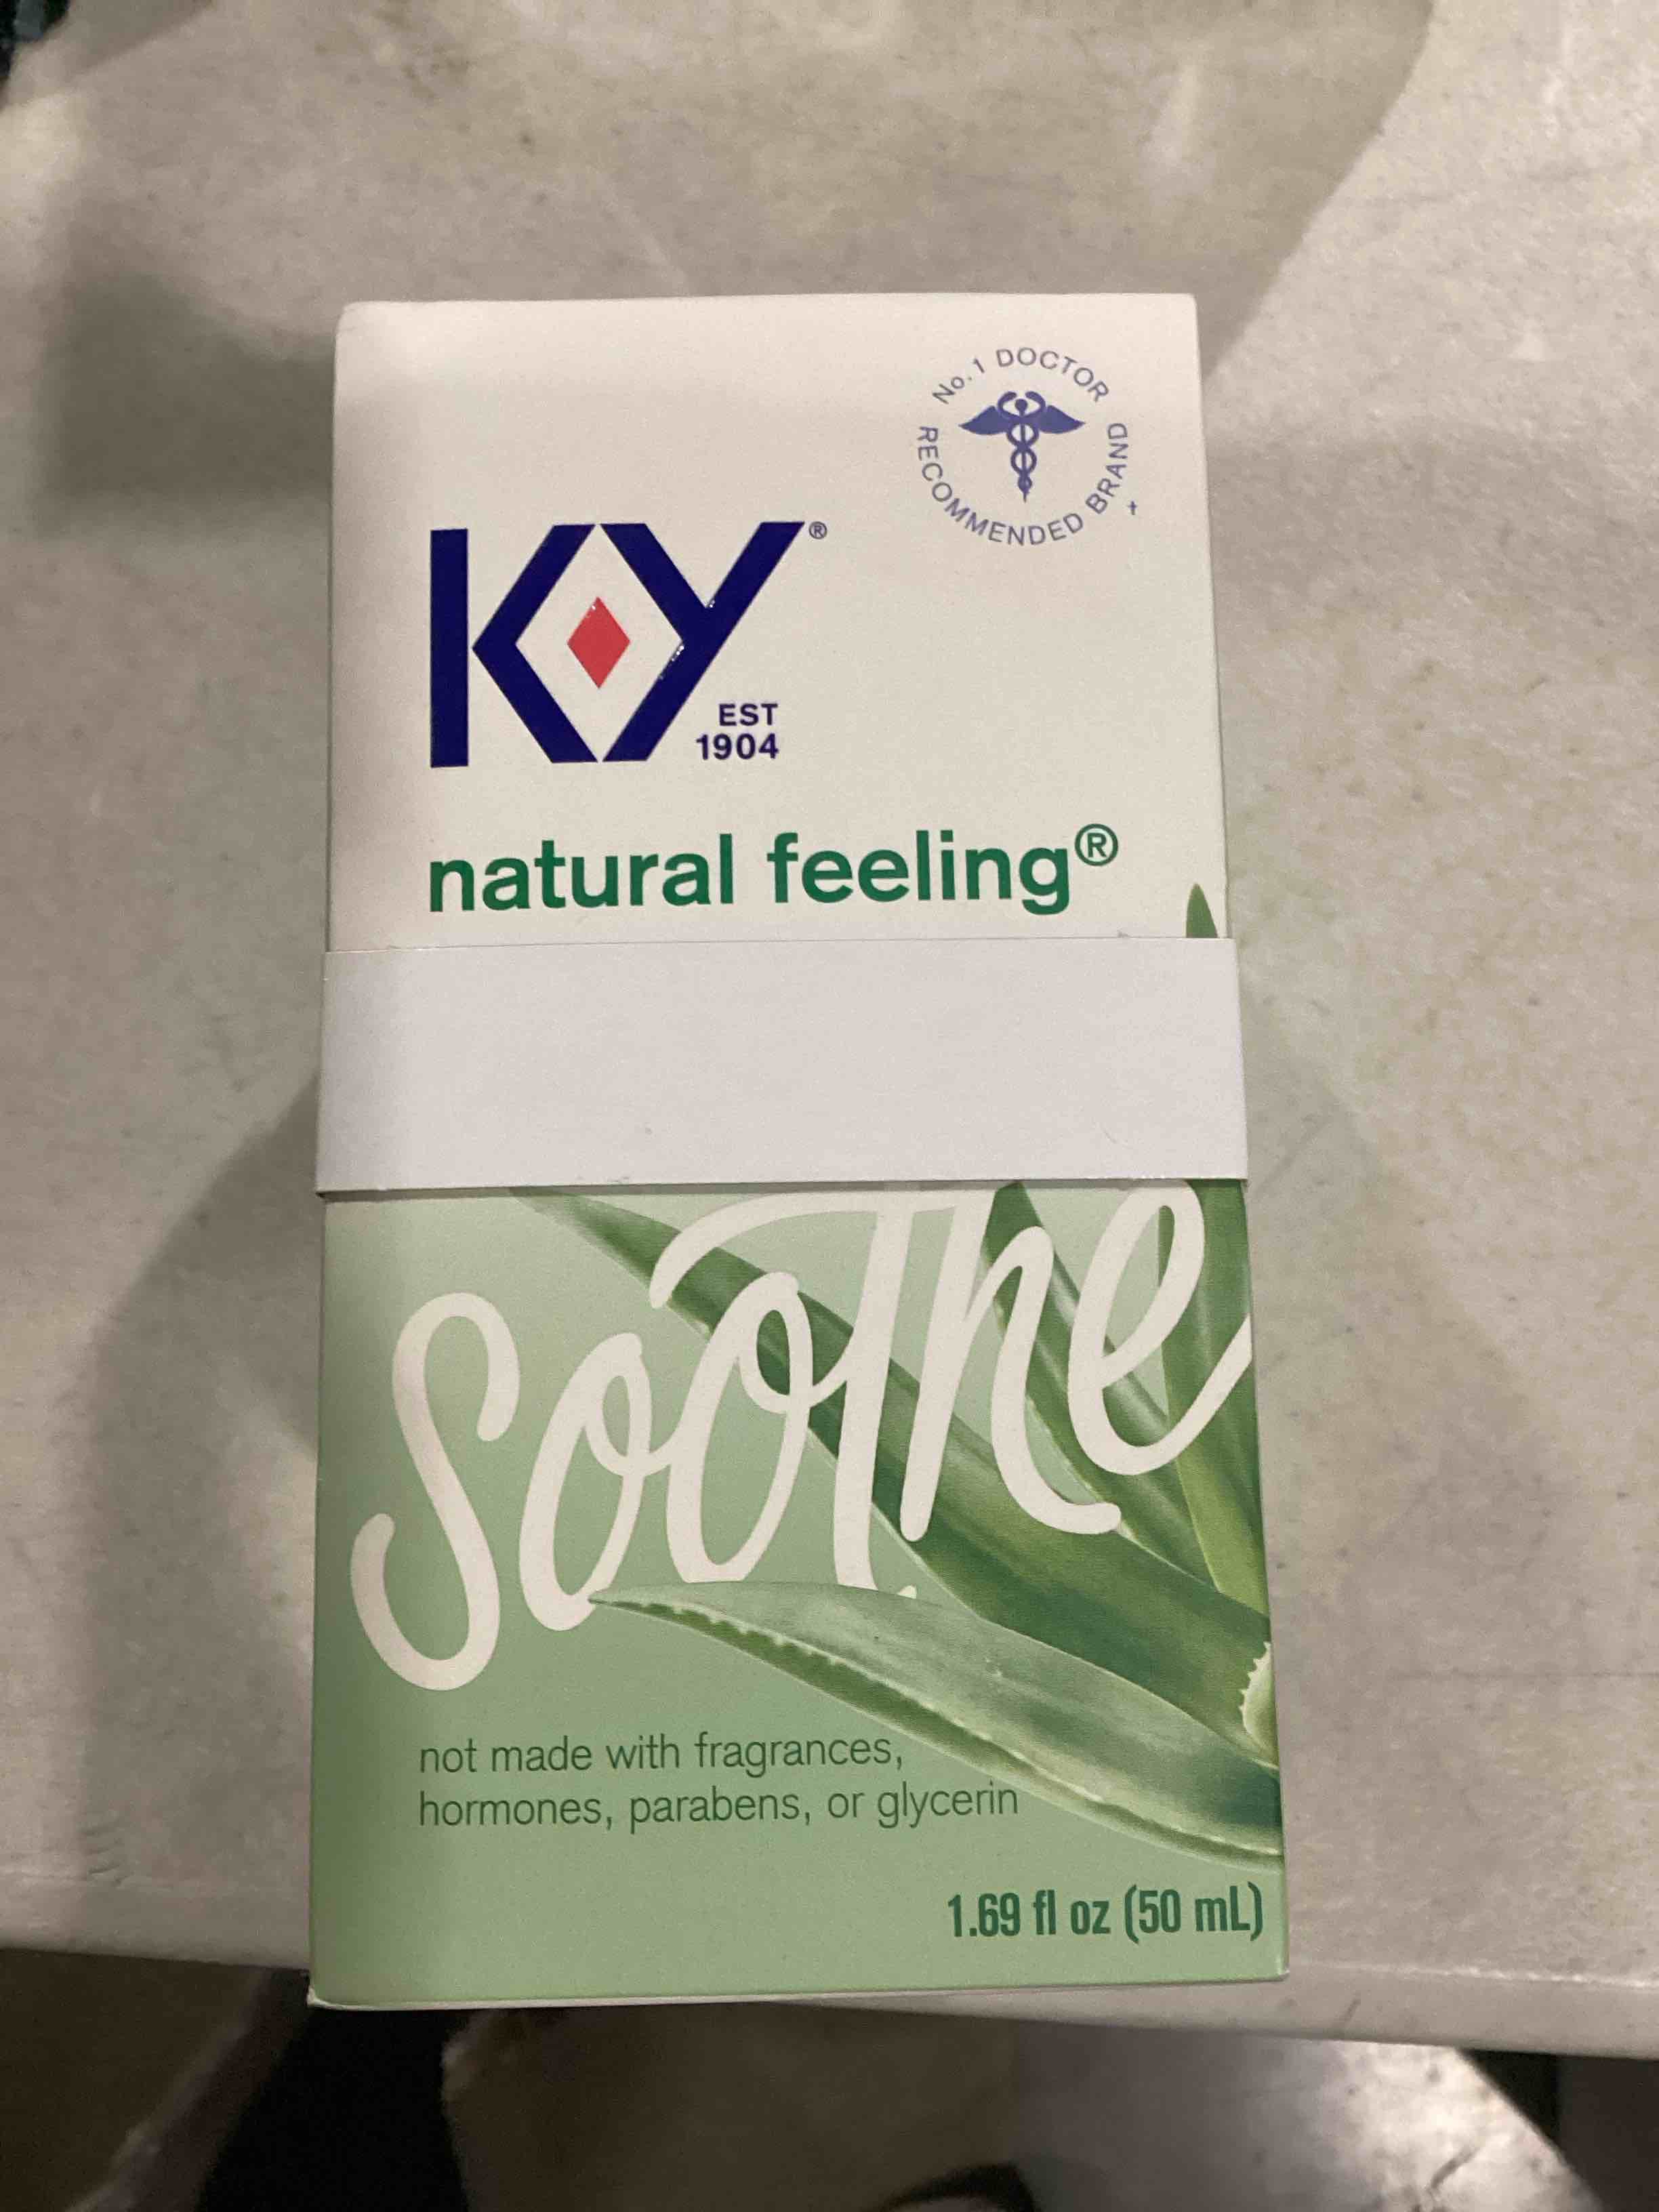 No. 1 DOCTOR
RECOMMENDED BRAND†
KY®
EST
1904
natural feeling®
Soothe
not made with fragrances,
hormones, parabens, or glycerin
1.69 fl oz (50 mL)